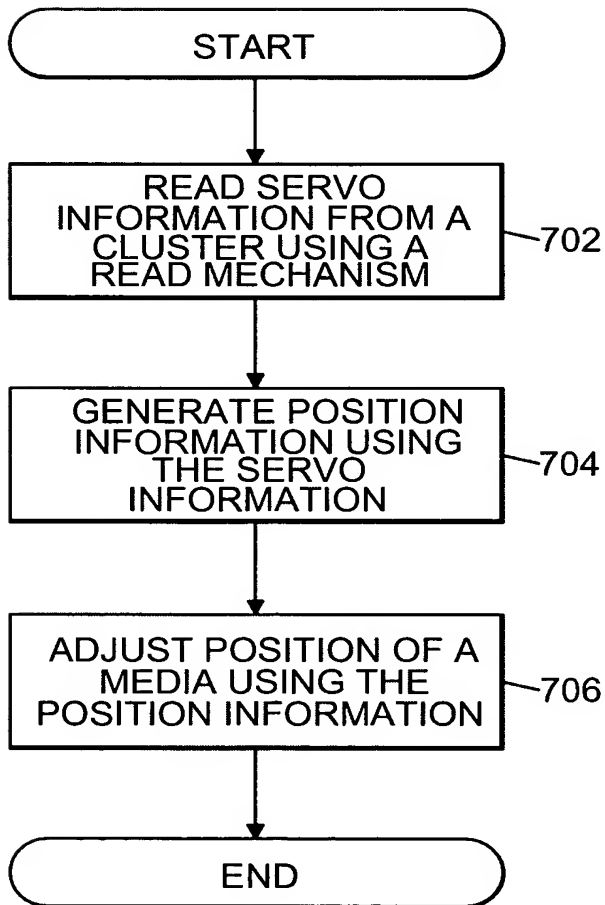 START
READ SERVO
INFORMATION FROM A
CLUSTER USING A
READ MECHANISM
702
GENERATE POSITION
INFORMATION USING
THE SERVO
INFORMATION
704
ADJUST POSITION OF A
MEDIA USING THE
POSITION INFORMATION
706
END